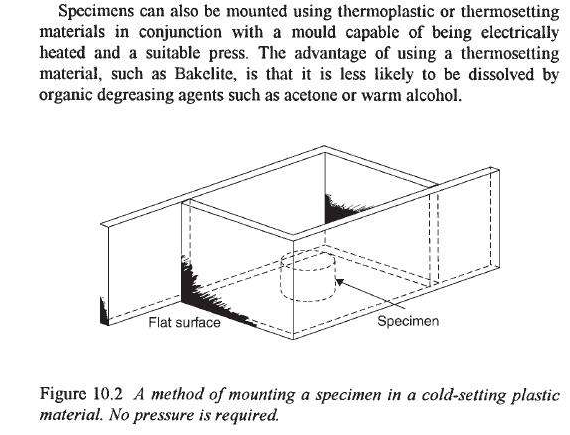 Specimens can also be mounted using thermoplastic or thermosetting
materials in conjunction with a mould capable of being electrically
heated and a suitable press. The advantage of using a thermosetting
material, such as Bakelite, is that it is less likely to be dissolved by
organic degreasing agents such as acetone or warm alcohol.
Flat surface
Specimen
Figure 10.2 A method of mounting a specimen in a cold-setting plastic
material. No pressure is required.